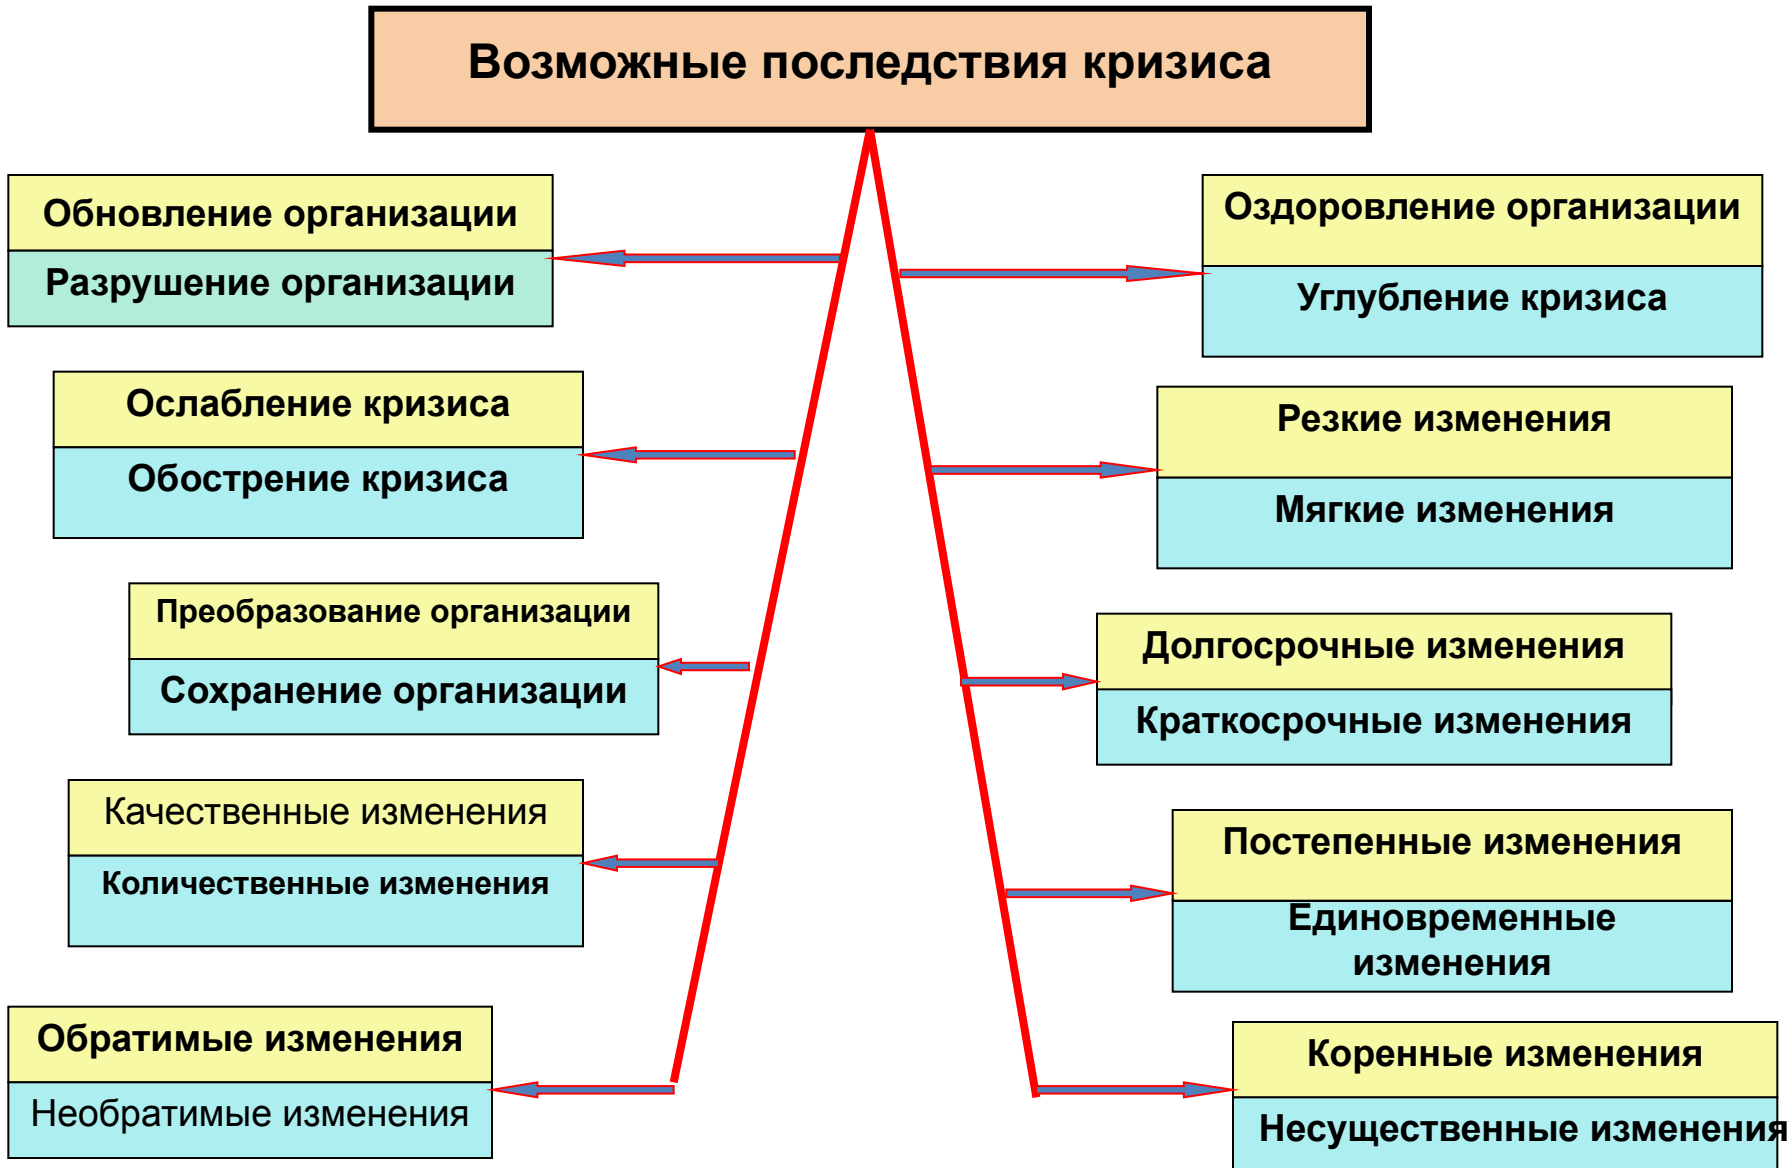 Возможные последствия кризиса
Обновление организации
Разрушение организации
Ослабление кризиса
Обострение кризиса
Преобразование организации
Сохранение организации
Качественные изменения
Количественные изменения
Обратимые изменения
Необратимые изменения
Оздоровление организации
Углубление кризиса
Резкие изменения
Мягкие изменения
Долгосрочные изменения
Краткосрочные изменения
Постепенные изменения
Единовременные
изменения
Коренные изменения
Несущественные изменения